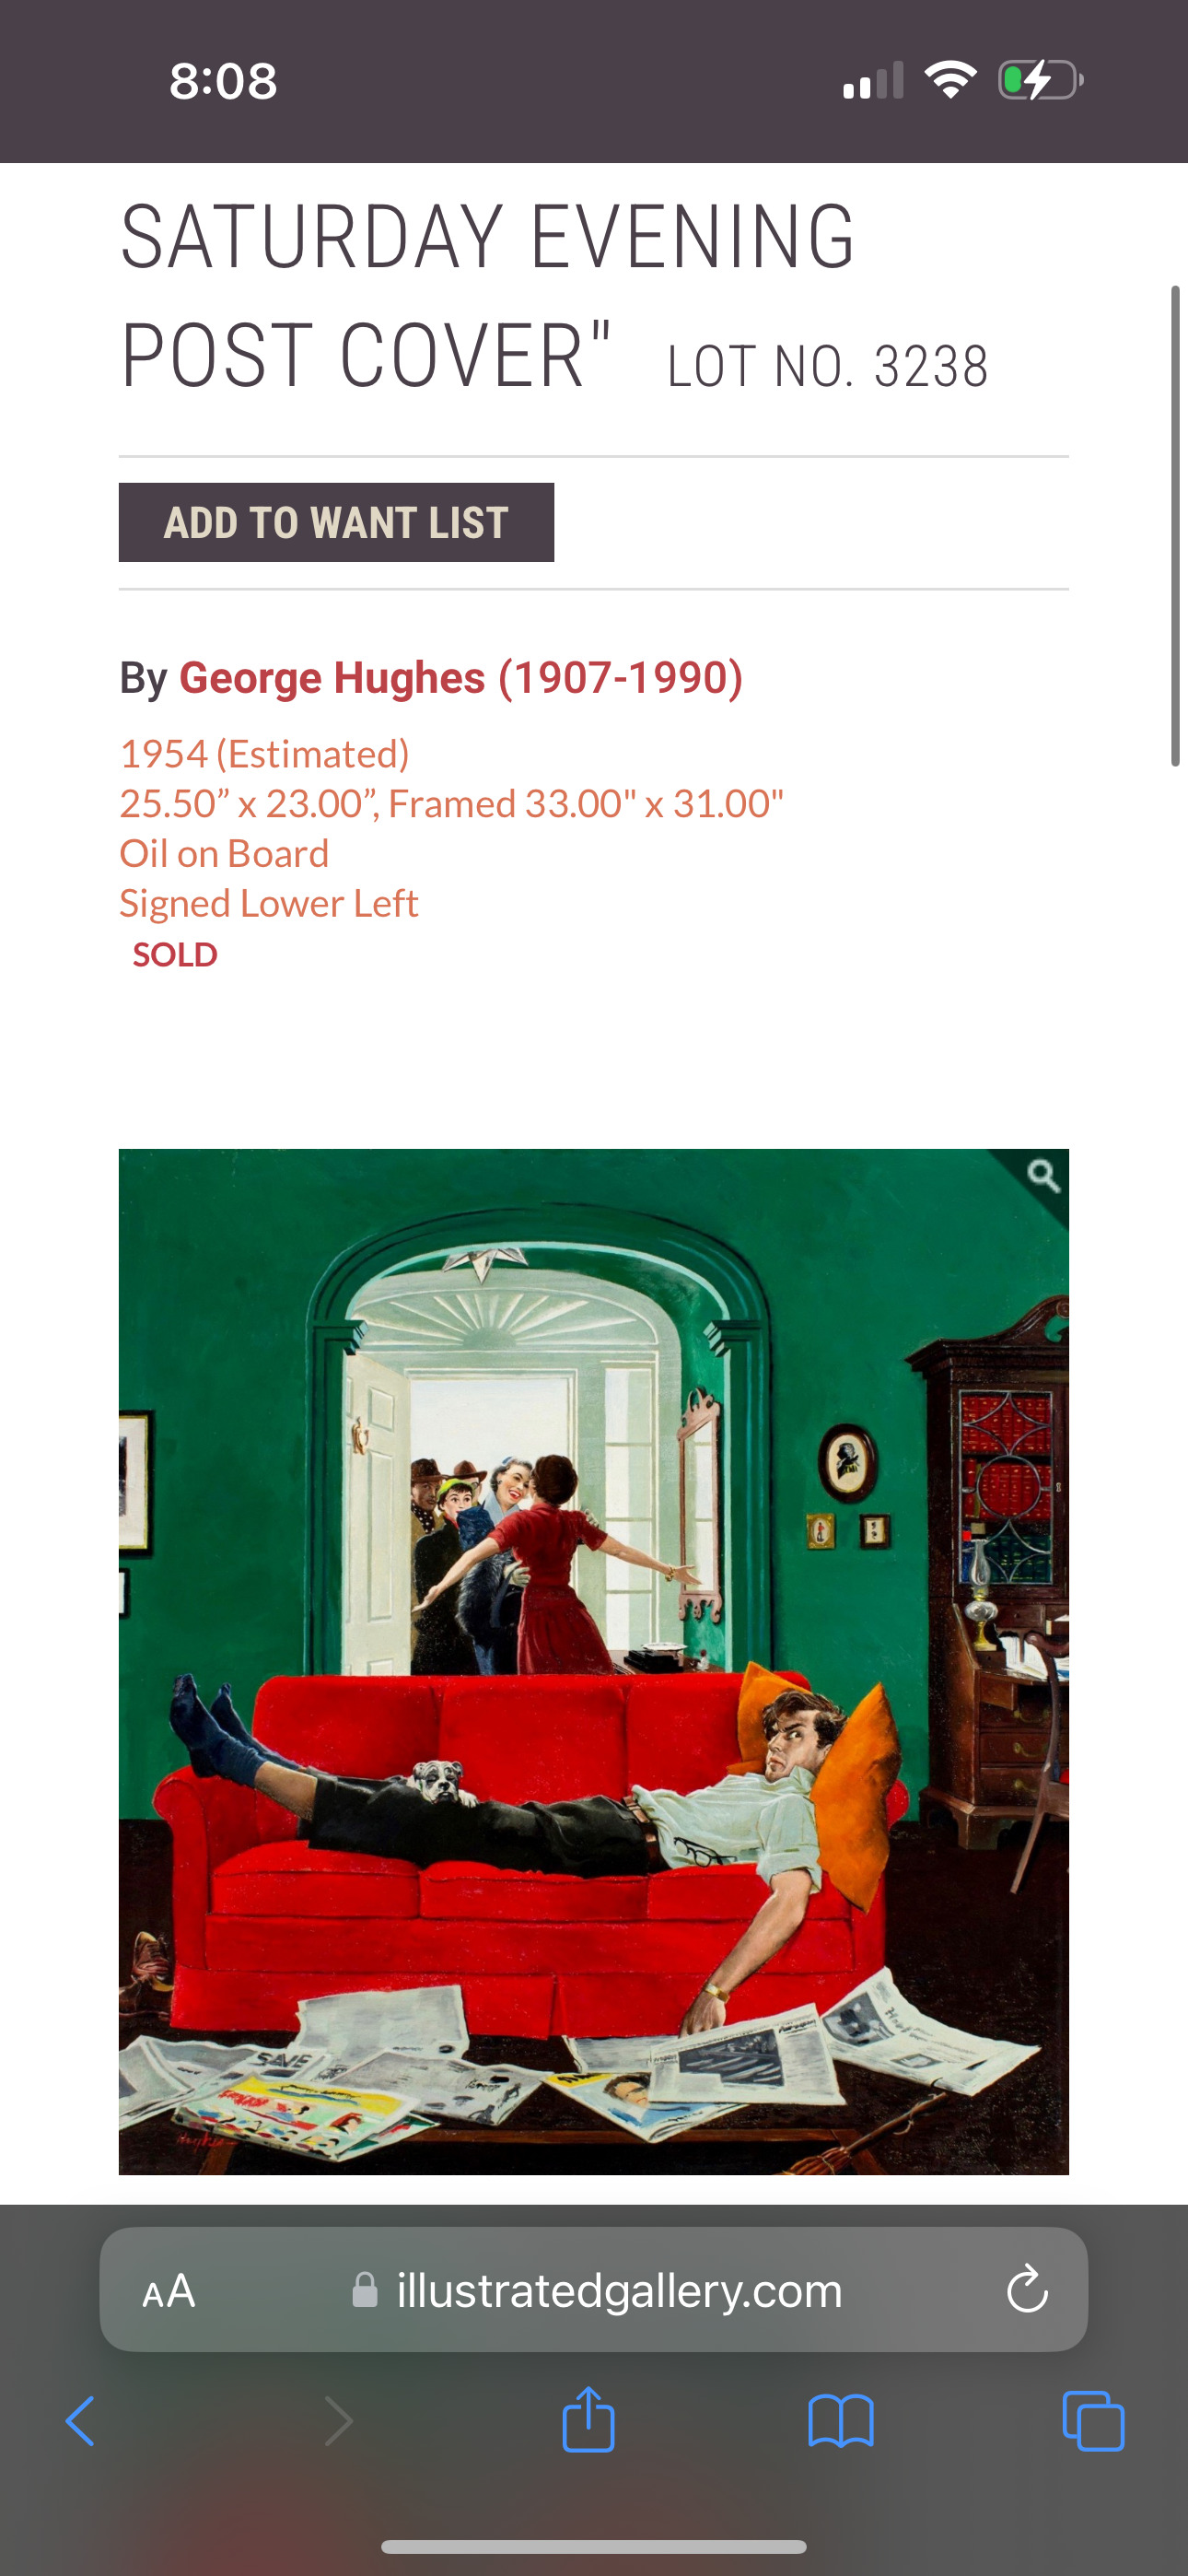 8:08
SATURDAY EVENING
POST COVER" LOT NO. 3238
ADD TO WANT LIST
By George Hughes (1907-1990)
1954 (Estimated)
25.50” x 23.00”, Framed 33.00" x 31.00"
Oil on Board
Signed Lower Left
SOLD
SAVE
AA illustratedgallery.com